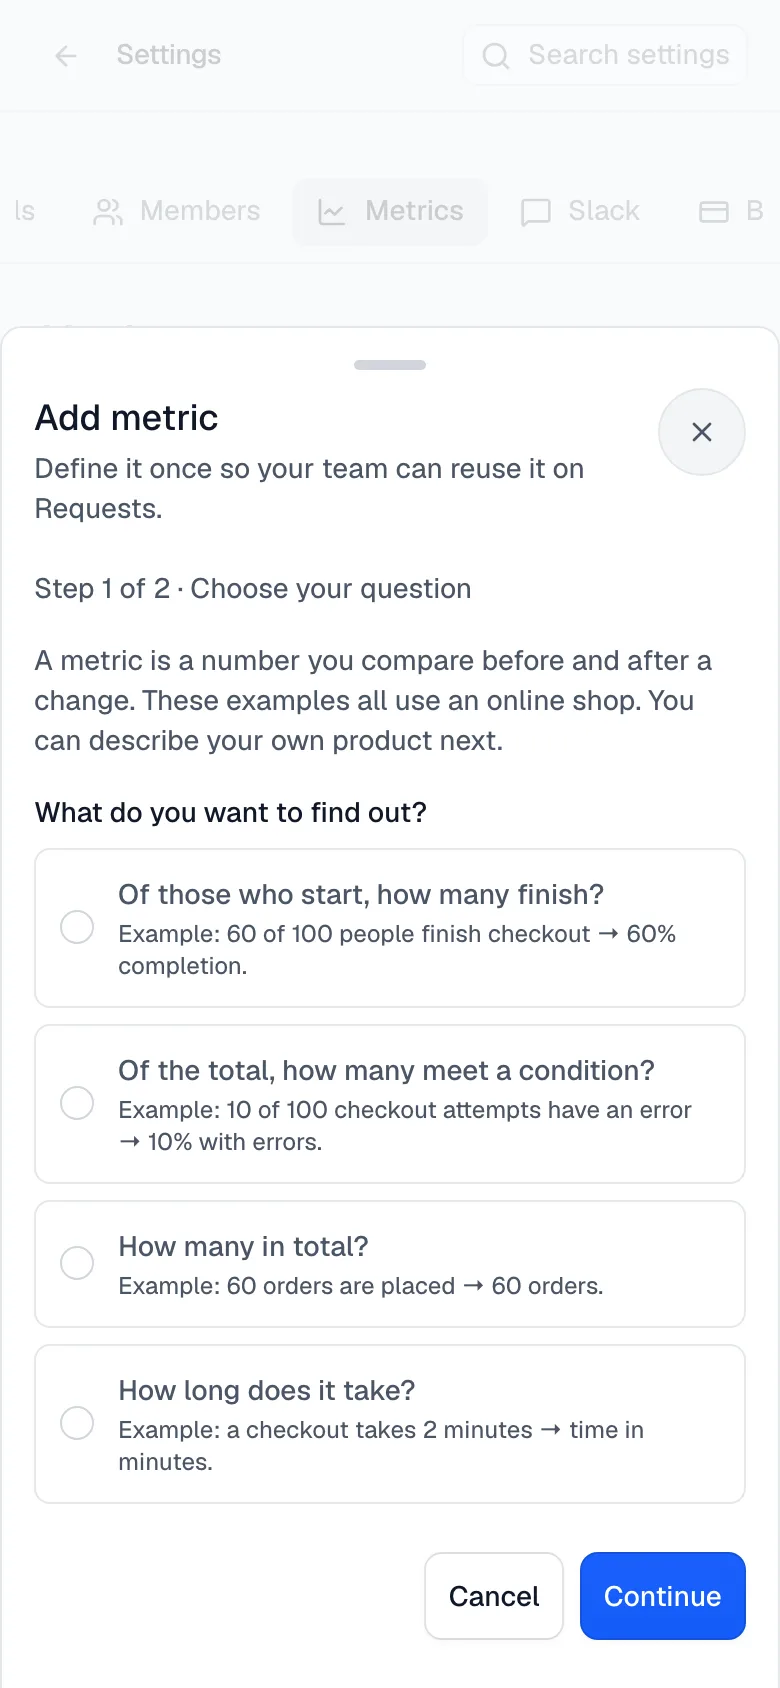 Settings
Search settings
ls
Members
Metrics
Slack
B
Add metric
Define it once so your team can reuse it on
Requests.
Step 1 of 2 · Choose your question
A metric is a number you compare before and after a
change. These examples all use an online shop. You
can describe your own product next.
What do you want to find out?
Of those who start, how many finish?
Example: 60 of 100 people finish checkout → 60%
completion.
Of the total, how many meet a condition?
Example: 10 of 100 checkout attempts have an error
→ 10% with errors.
How many in total?
Example: 60 orders are placed → 60 orders.
How long does it take?
Example: a checkout takes 2 minutes → time in
minutes.
Cancel
Continue